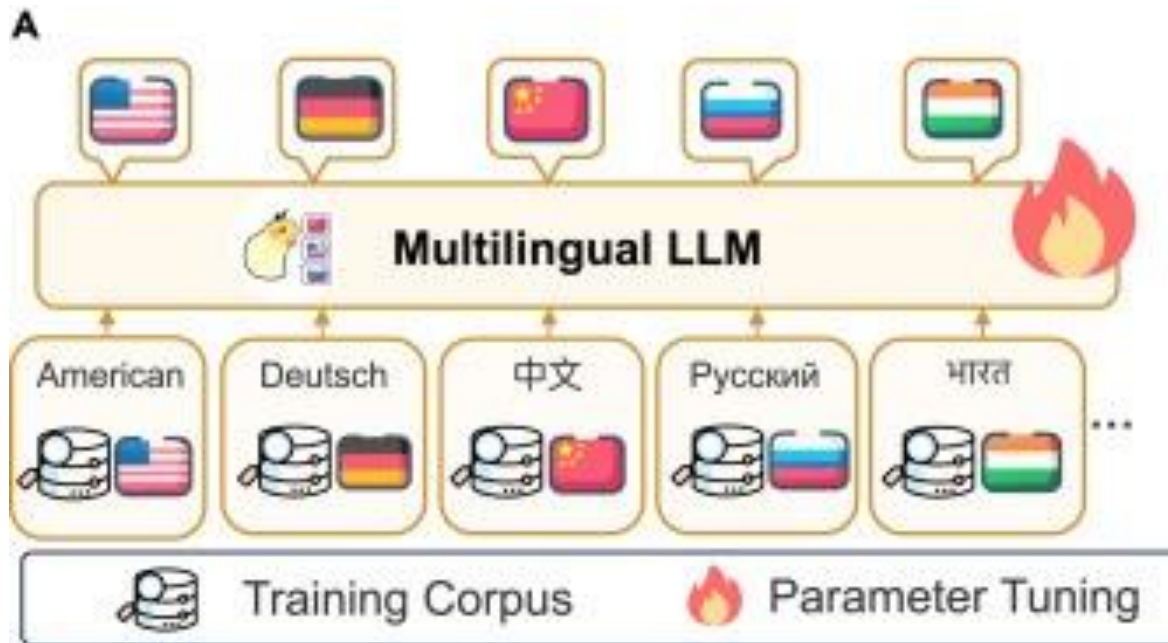 A
Multilingual LLM
American
Deutsch
中文
Русский
भारत
...
Training Corpus
Parameter Tuning